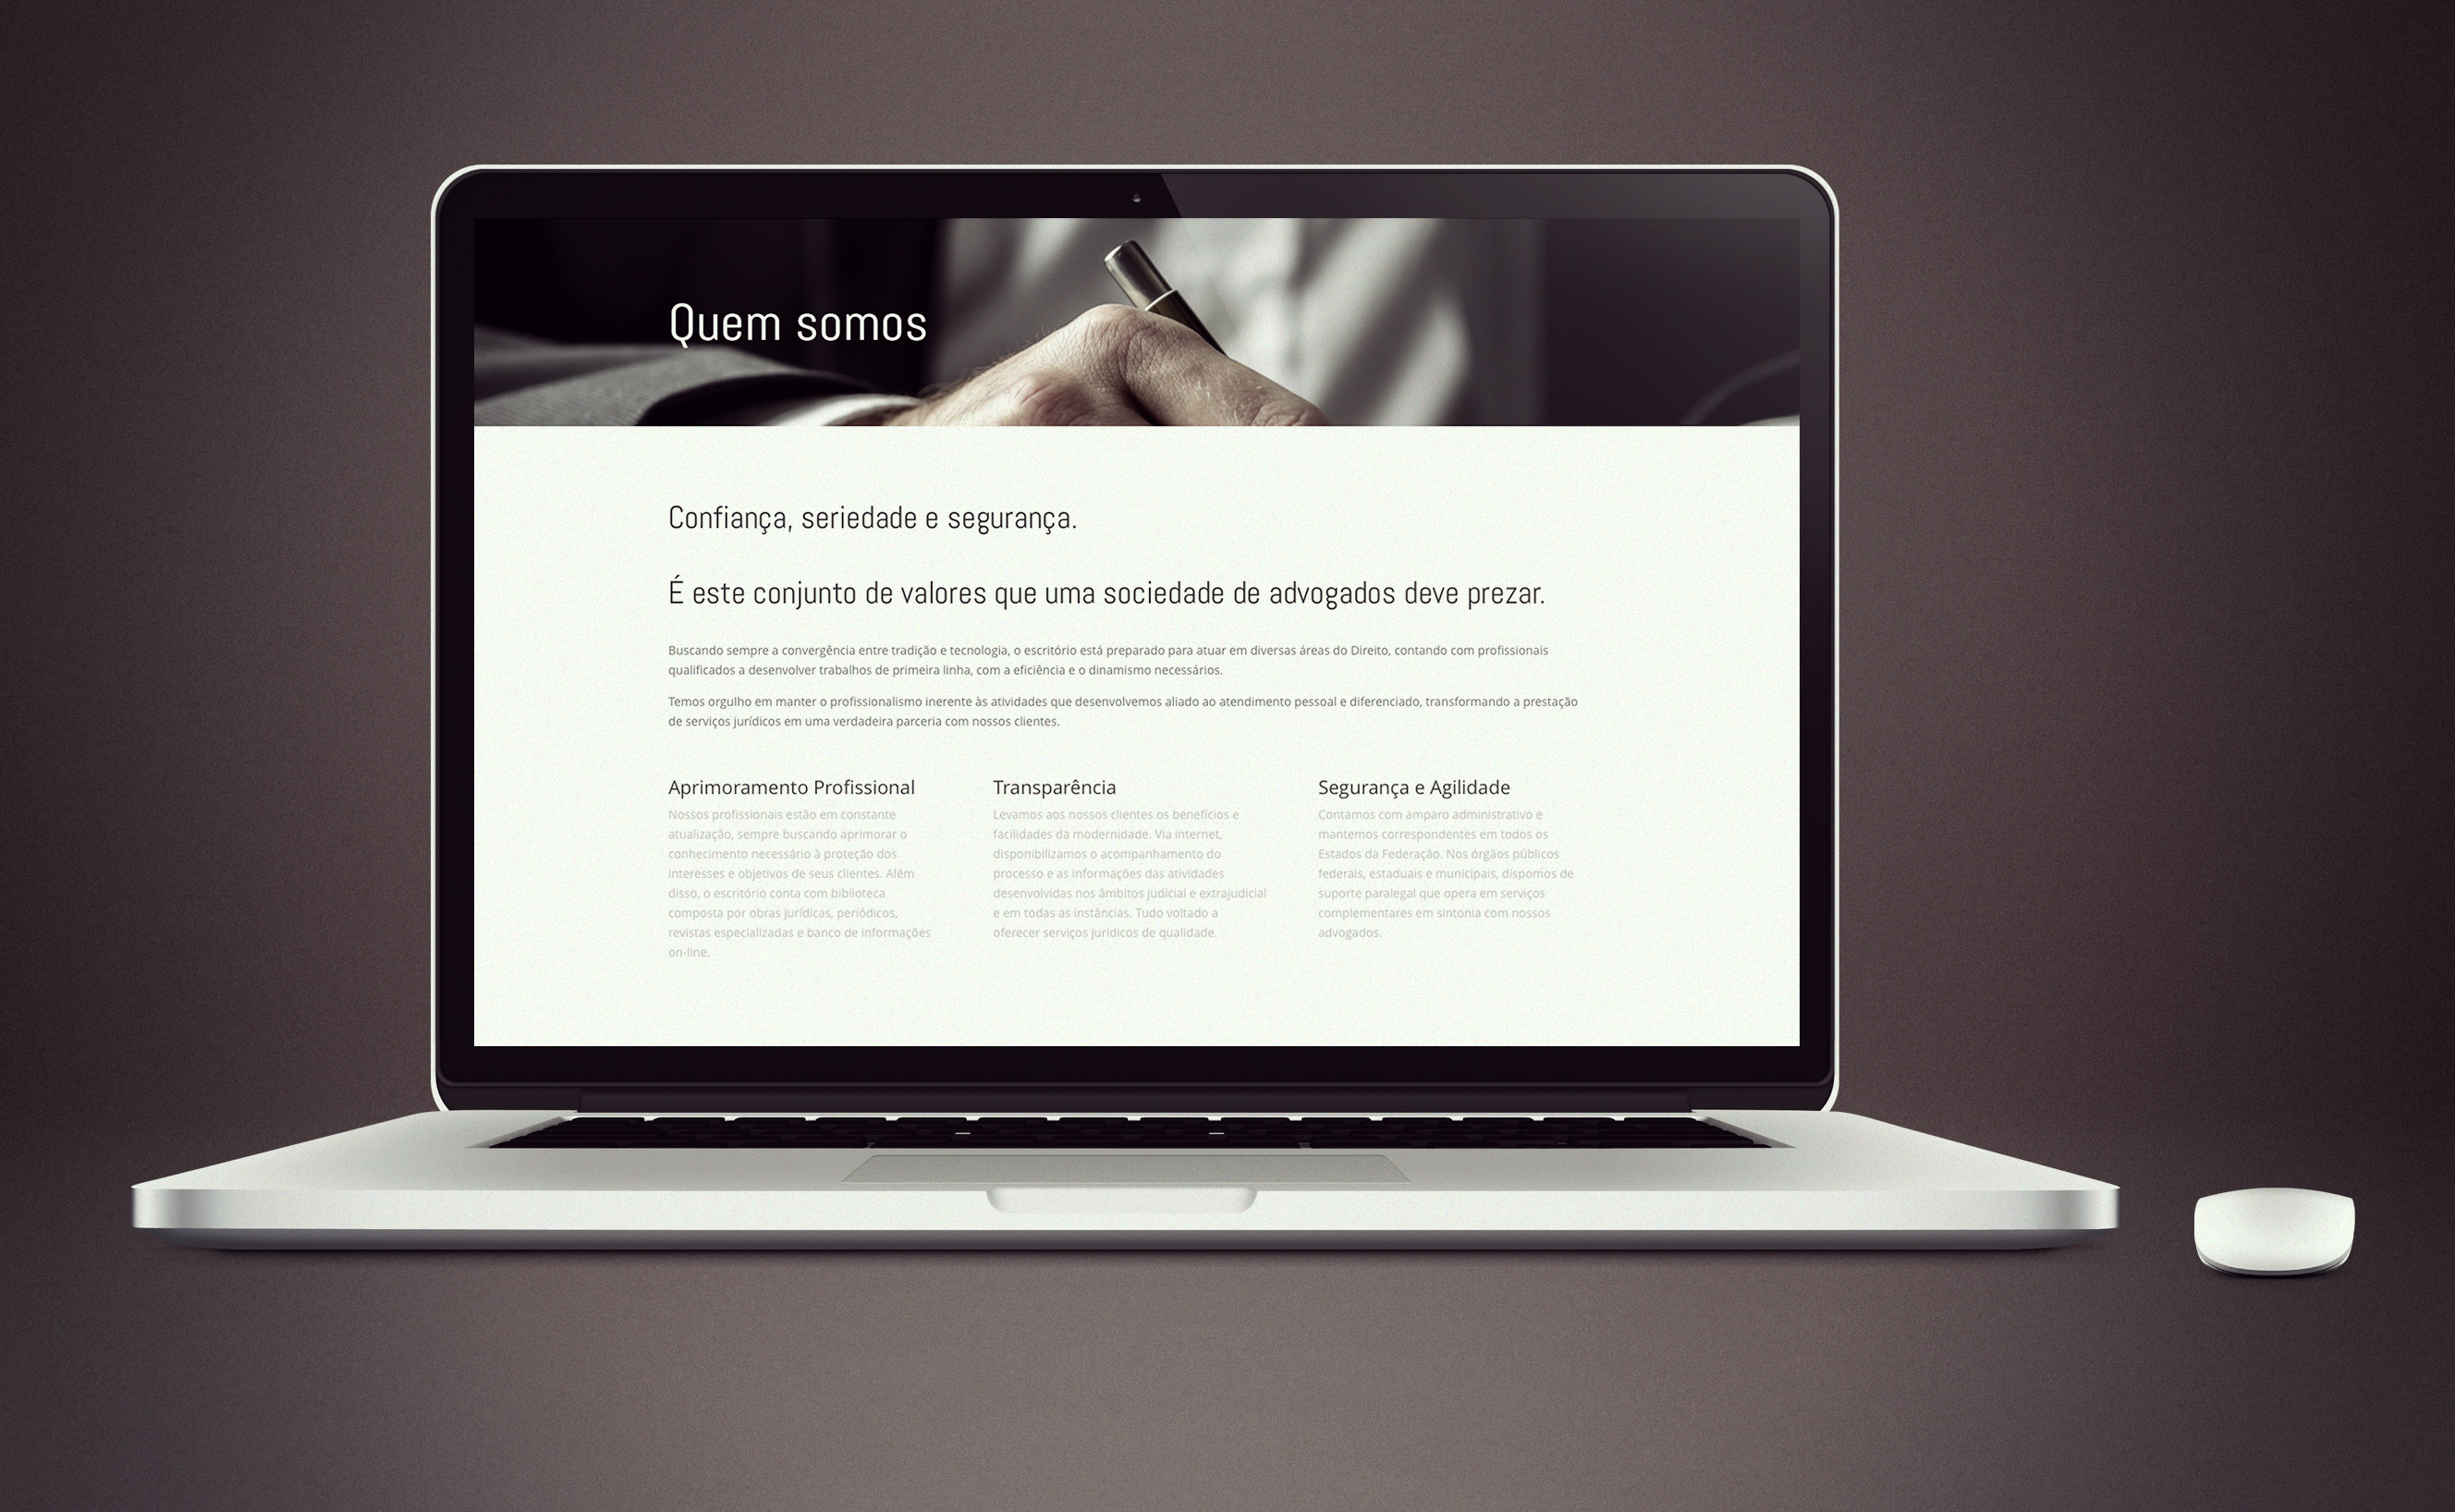 Quem somos
Confiança, seriedade e segurança.
É este conjunto de valores que uma sociedade de advogados deve prezar.
Buscando sempre a convergência entre tradição e tecnologia, o escritório está preparado para atuar em diversas áreas do Direito, contando com profissionais
qualificados a desenvolver trabalhos de primeira linha, com a eficiência e o dinamismo necessários.
Temos orgulho em manter o profissionalismo inerente às atividades que desenvolvemos aliado ao atendimento pessoal e diferenciado, transformando a prestação
de serviços jurídicos em uma verdadeira parceria com nossos clientes.
Aprimoramento Profissional
Nossos profissionais estão em constante
atualização, sempre buscando aprimorar o
conhecimento necessário à proteção dos
interesses e objetivos de seus clientes. Além
disso, o escritório conta com biblioteca
composta por obras jurídicas, periódicos,
revistas especializadas e banco de informações
on-line.
Transparência
Levamos aos nossos clientes os benefícios e
facilidades da modernidade. Via internet,
disponibilizamos o acompanhamento do
processo e as informações das atividades
desenvolvidas nos âmbitos judicial e extrajudicial
e em todas as instâncias. Tudo voltado a
oferecer serviços jurídicos de qualidade.
Segurança e Agilidade
Contamos com amparo administrativo e
mantemos correspondentes em todos os
Estados da Federação. Nos órgãos públicos
federais, estaduais e municipais, dispomos de
suporte paralegal que opera em serviços
complementares em sintonia com nossos
advogados.